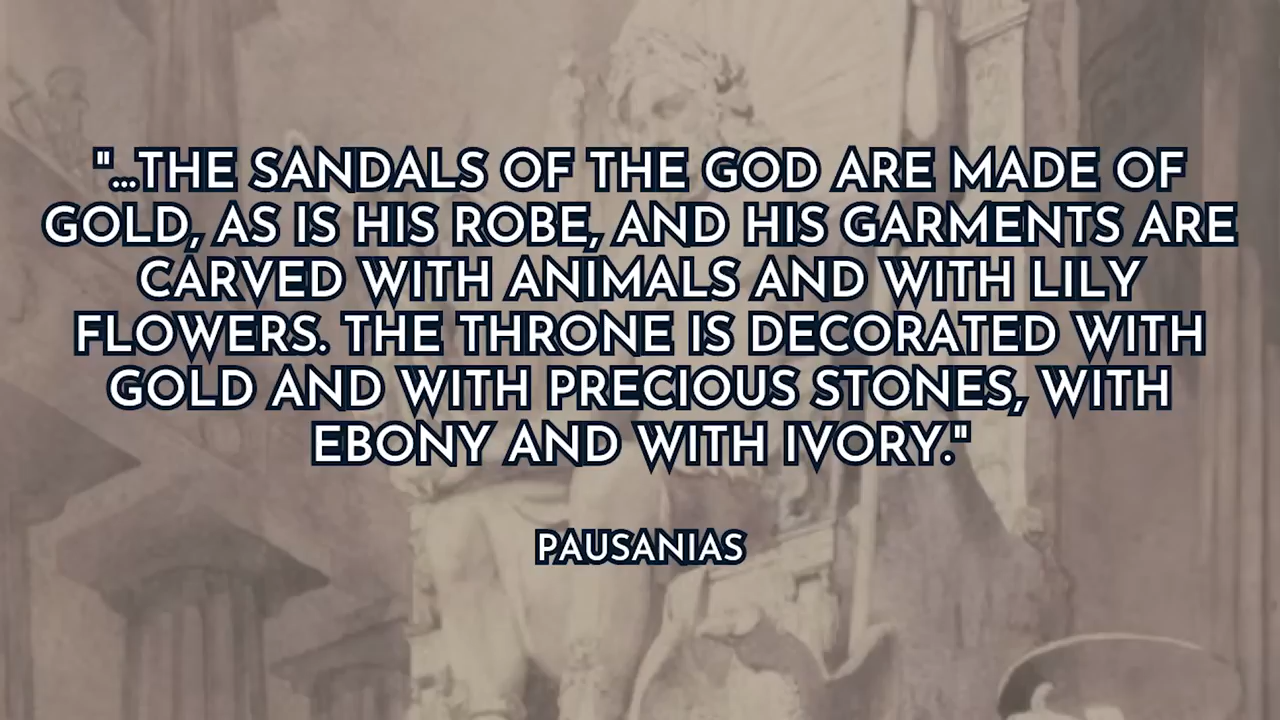 "...THE SANDALS OF THE GOD ARE MADE OF
GOLD, AS IS HIS ROBE, AND HIS GARMENTS ARE
CARVED WITH ANIMALS AND WITH LILY
FLOWERS. THE THRONE IS DECORATED WITH
GOLD AND WITH PRECIOUS STONES, WITH
EBONY AND WITH IVORY."
PAUSANIAS